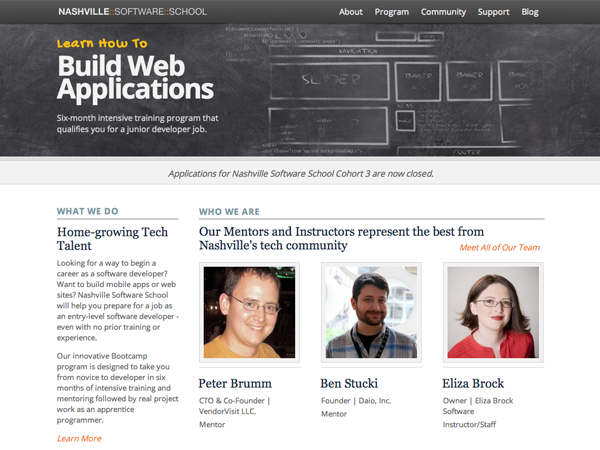 NASHVILLE::SOFTWARE::SCHOOL
About Program Community Support Blog
Learn How To
Build Web
Applications
Six-month intensive training program that
qualifies you for a junior developer job.
NAVIGATION
SLIDER
BANNER
BANNER
FOOTER
Applications for Nashville Software School Cohort 3 are now closed.
WHAT WE DO
Home-growing Tech
Talent
Looking for a way to begin a
career as a software developer?
Want to build mobile apps or web
sites? Nashville Software School
will help you prepare for a job as
an entry-level software developer -
even with no prior training or
experience.
Our innovative Bootcamp
program is designed to take you
from novice to developer in six
months of intensive training and
mentoring followed by real project
work as an apprentice
programmer.
Learn More
WHO WE ARE
Our Mentors and Instructors represent the best from
Nashville's tech community
Meet All of Our Team
Peter Brumm
CTO & Co-Founder |
VendorVisit LLC.
Mentor
Ben Stucki
Founder | Daio, Inc.
Mentor
Eliza Brock
Owner | Eliza Brock
Software
Instructor/Staff